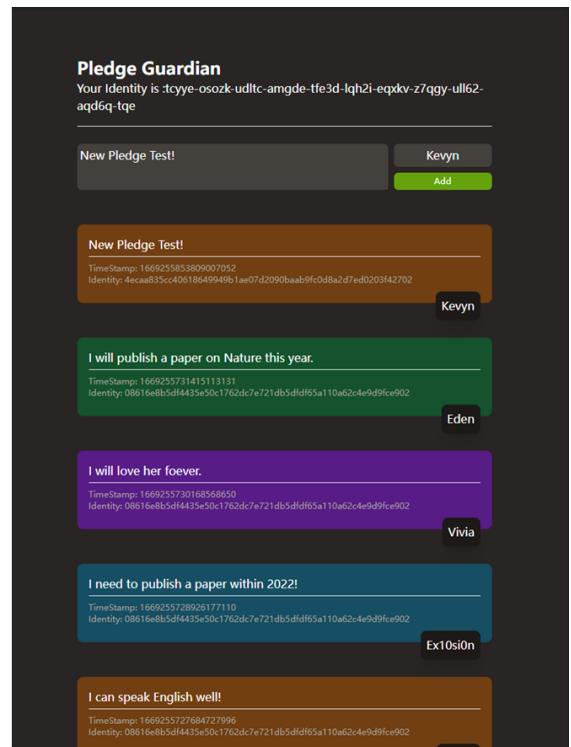 Pledge Guardian
Your Identity is :tcyye-osozk-udltc-amgde-tfe3d-lqh2i-eqxkv-z7qgy-ull62-
aqd6q-tqe
New Pledge Test!
Kevyn
Add
New Pledge Test!
TimeStamp: 1669255853809007052
Identity: 4ecaa835cc40618649949b1ae07d2090baab9fc0d8a2d7ed0203f42702
Kevyn
I will publish a paper on Nature this year.
TimeStamp: 1669255731415113131
Identity: 08616e8b5df4435e50c1762dc7e721db5dfdf65a110a62c4e9d9fce902
Eden
I will love her foever.
TimeStamp: 1669255730168568650
Identity: 08616e8b5df4435e50c1762dc7e721db5dfdf65a110a62c4e9d9fce902
Vivia
I need to publish a paper within 2022!
TimeStamp: 1669255728926177110
Identity: 08616e8b5df4435e50c1762dc7e721db5dfdf65a110a62c4e9d9fce902
Ex10si0n
I can speak English well!
TimeStamp: 1669255727684727996
Identity: 08616e8b5df4435e50c1762dc7e721db5dfdf65a110a62c4e9d9fce902